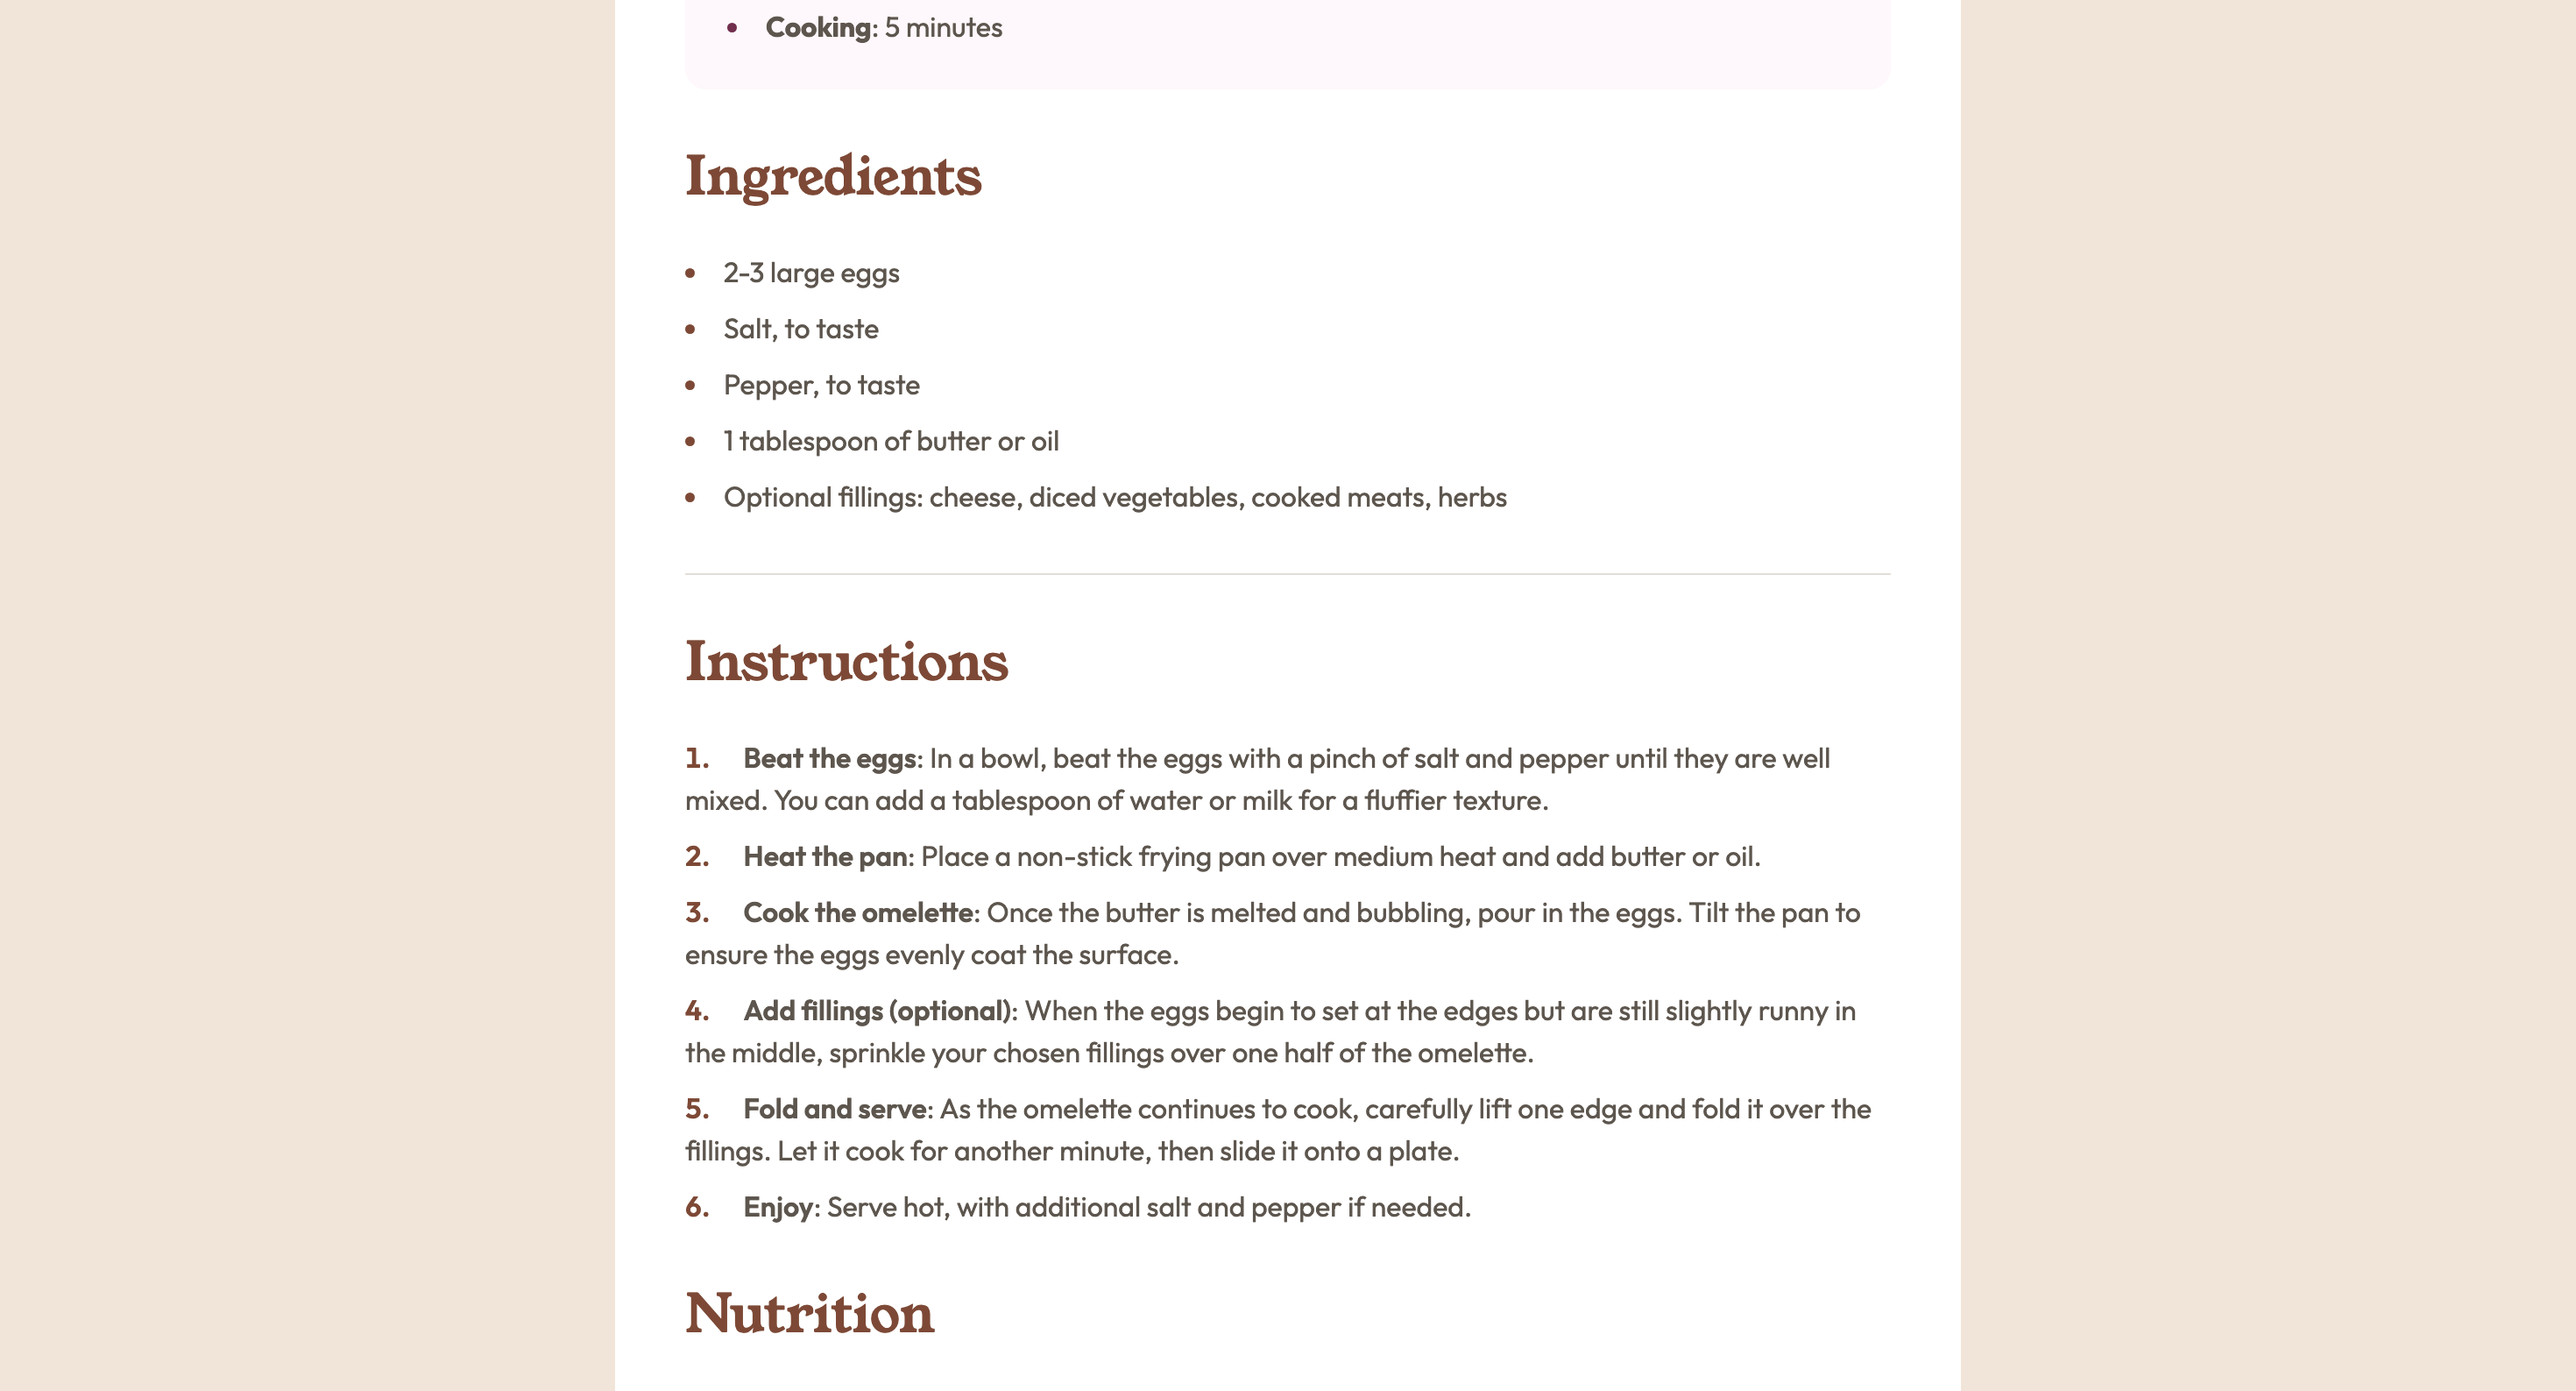 • Cooking: 5 minutes
Ingredients
• 2-3 large eggs
• Salt, to taste
• Pepper, to taste
• 1 tablespoon of butter or oil
• Optional fillings: cheese, diced vegetables, cooked meats, herbs
Instructions
1. Beat the eggs: In a bowl, beat the eggs with a pinch of salt and pepper until they are well
mixed. You can add a tablespoon of water or milk for a fluffier texture.
2. Heat the pan: Place a non-stick frying pan over medium heat and add butter or oil.
3. Cook the omelette: Once the butter is melted and bubbling, pour in the eggs. Tilt the pan to
ensure the eggs evenly coat the surface.
4. Add fillings (optional): When the eggs begin to set at the edges but are still slightly runny in
the middle, sprinkle your chosen fillings over one half of the omelette.
5. Fold and serve: As the omelette continues to cook, carefully lift one edge and fold it over the
fillings. Let it cook for another minute, then slide it onto a plate.
6. Enjoy: Serve hot, with additional salt and pepper if needed.
Nutrition